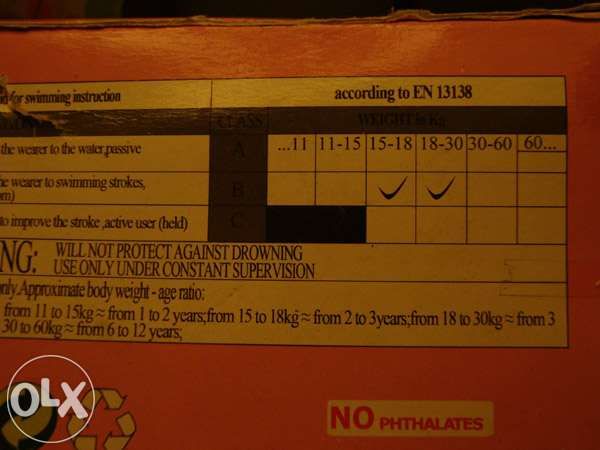 for swimming instruction
according to EN 13138
CLASS
WEIGHT in Kg
the wearer to the water,passive
A
...11
11-15
15-18
18-30
30-60
60...
he wearer to swimming strokes,
B
to improve the stroke ,active user (held)
C
NG: WILL NOT PROTECT AGAINST DROWNING
USE ONLY UNDER CONSTANT SUPERVISION
only.Approximate body weight - age ratio:
from 11 to 15kg ≈ from 1 to 2 years;from 15 to 18kg ≈ from 2 to 3years;from 18 to 30kg ≈ from 3
30 to 60kg ≈ from 6 to 12 years;
OLX
NO PHTHALATES